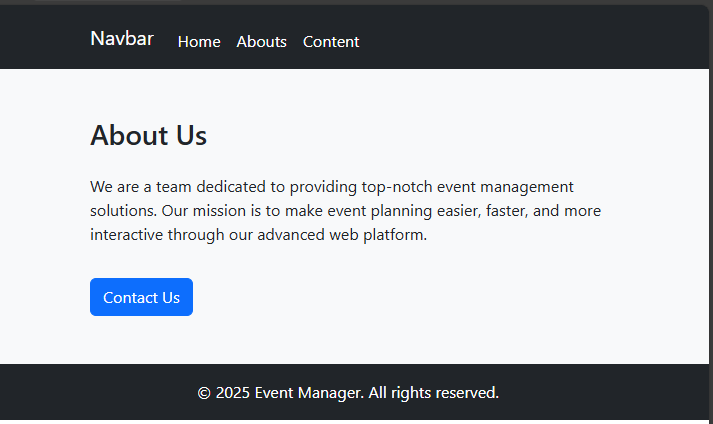 Navbar Home Abouts Content
About Us
We are a team dedicated to providing top-notch event management
solutions. Our mission is to make event planning easier, faster, and more
interactive through our advanced web platform.
Contact Us
© 2025 Event Manager. All rights reserved.